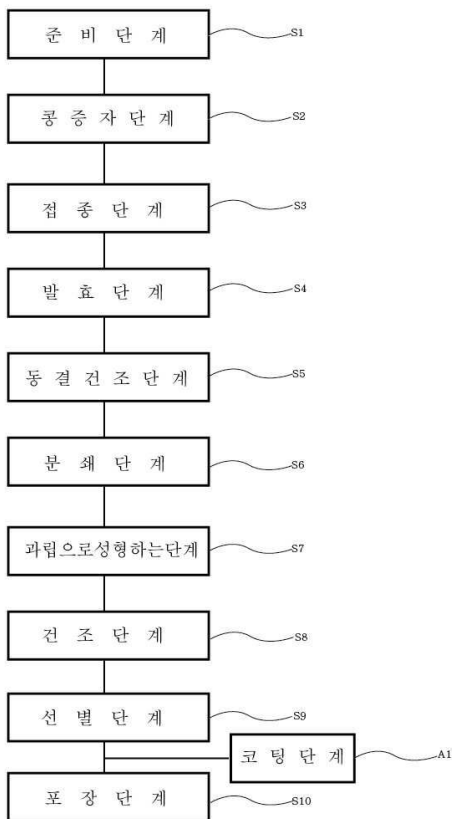 준 비 단 계 S1
콩 증 자 단 계 S2
접 종 단 계 S3
발 효 단 계 S4
동 결 건 조 단 계 S5
분 쇄 단 계 S6
과립으로성형하는단계 S7
건 조 단 계 S8
선 별 단 계 S9
코 팅 단 계 A1
포 장 단 계 S10